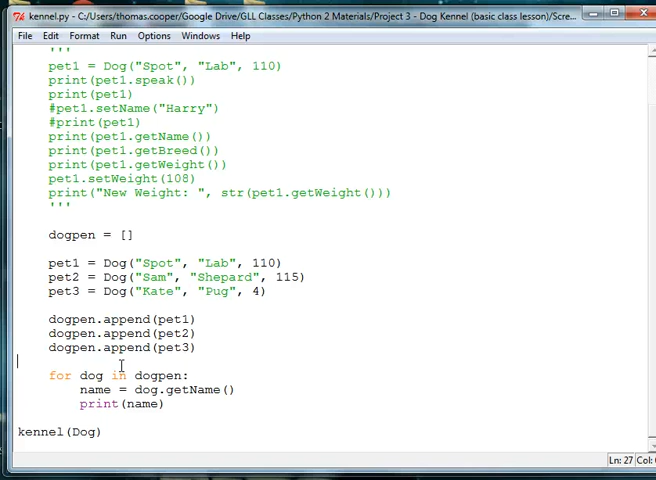 kennel.py - C:/Users/thomas.cooper/Google Drive/GLL Classes/Python 2 Materials/Project 3 - Dog Kennel (basic class lesson)/Scre...
File Edit Format Run Options Windows Help
'''
pet1 = Dog("Spot", "Lab", 110)
print(pet1.speak())
print(pet1)
#pet1.setName("Harry")
#print(pet1)
print(pet1.getName())
print(pet1.getBreed())
print(pet1.getWeight())
pet1.setWeight(108)
print("New Weight: ", str(pet1.getWeight()))
'''
dogpen = []
pet1 = Dog("Spot", "Lab", 110)
pet2 = Dog("Sam", "Shepard", 115)
pet3 = Dog("Kate", "Pug", 4)
dogpen.append(pet1)
dogpen.append(pet2)
dogpen.append(pet3)
for dog in dogpen:
name = dog.getName()
print(name)
kennel(Dog)
Ln: 27 Col: